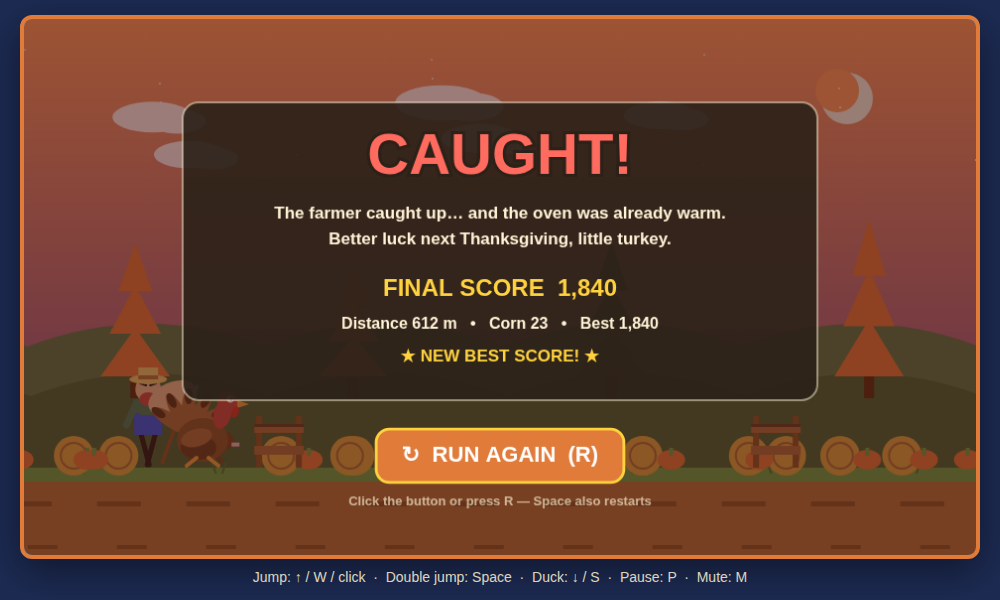 CAUGHT!
The farmer caught up… and the oven was already warm.
Better luck next Thanksgiving, little turkey.
FINAL SCORE 1,840
Distance 612 m • Corn 23 • Best 1,840
★ NEW BEST SCORE! ★
↻ RUN AGAIN (R)
Click the button or press R — Space also restarts
Jump: ↑ / W / click · Double jump: Space · Duck: ↓ / S · Pause: P · Mute: M